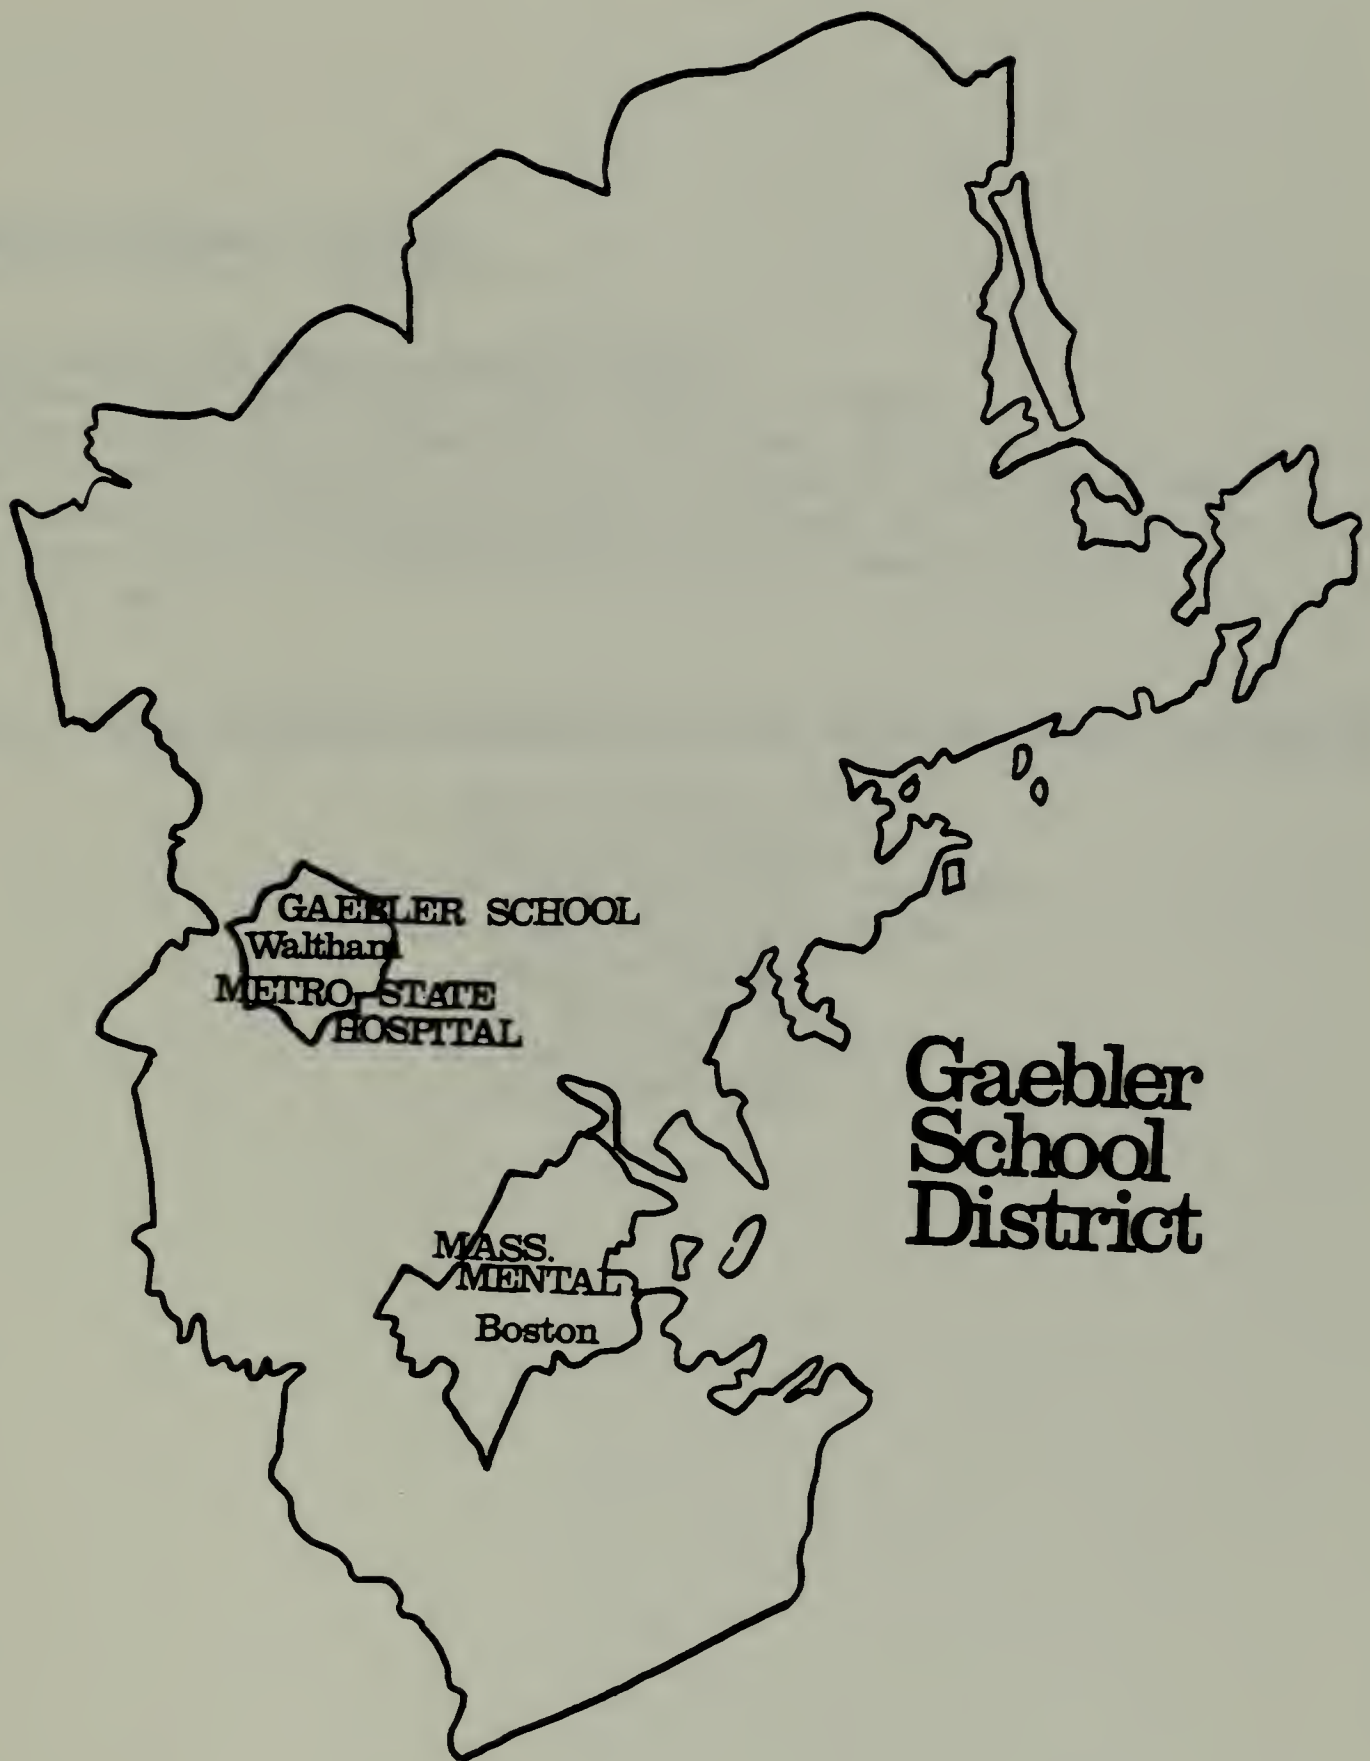 GAEBLER SCHOOL
Waltham
METRO-STATE
HOSPITAL
Gaebler
School
District
MASS.
MENTAL
Boston